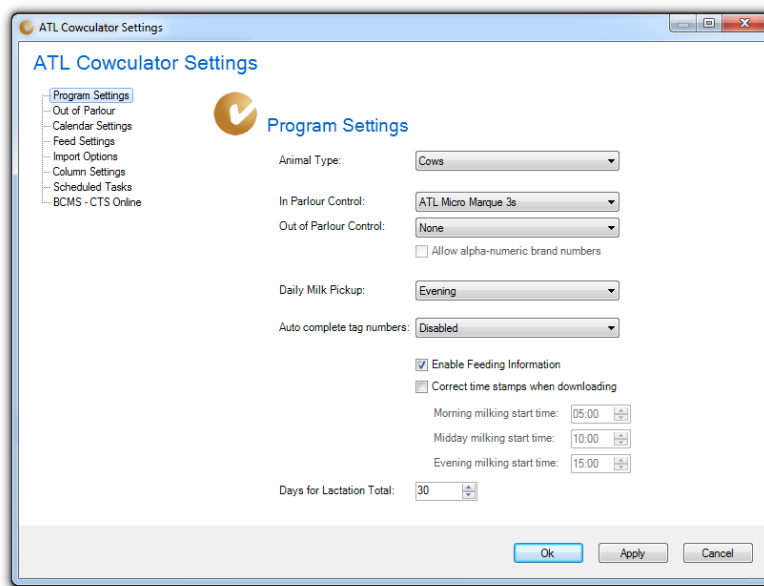 ATL Cowculator Settings
ATL Cowculator Settings
Program Settings
Out of Parlour
Calendar Settings
Feed Settings
Import Options
Column Settings
Scheduled Tasks
BCMS - CTS Online
Program Settings
Animal Type: Cows
In Parlour Control: ATL Micro Marque 3s
Out of Parlour Control: None
Allow alpha-numeric brand numbers
Daily Milk Pickup: Evening
Auto complete tag numbers: Disabled
Enable Feeding Information
Correct time stamps when downloading
Morning milking start time: 05:00
Midday milking start time: 10:00
Evening milking start time: 15:00
Days for Lactation Total: 30
Ok Apply Cancel